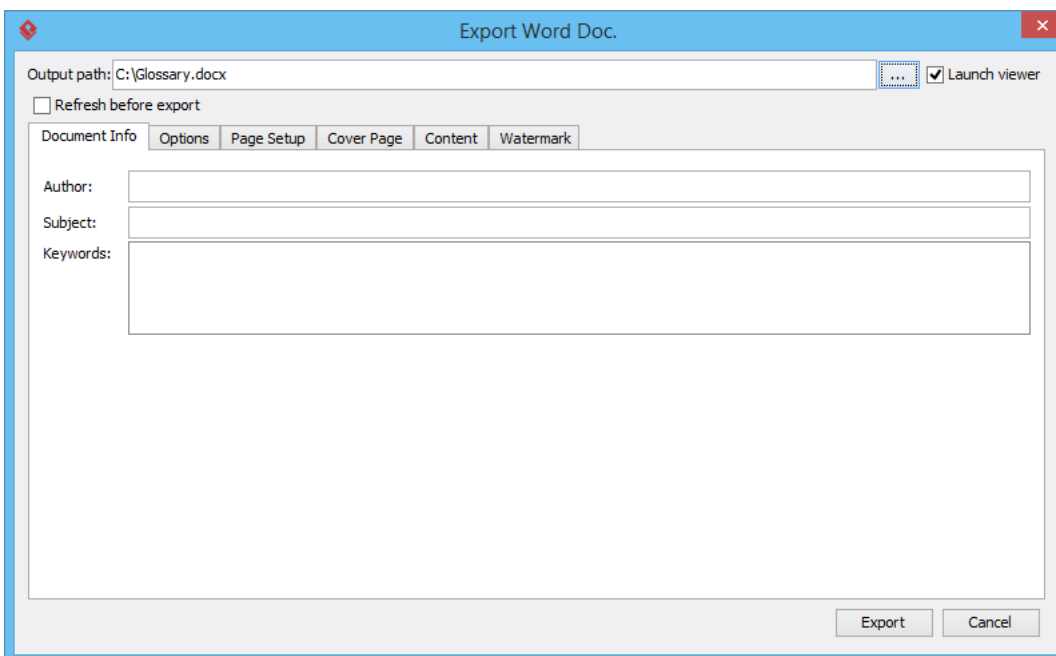 Export Word Doc.
Output path: C:\Glossary.docx ... Launch viewer
Refresh before export
Document Info Options Page Setup Cover Page Content Watermark
Author:
Subject:
Keywords:
Export Cancel